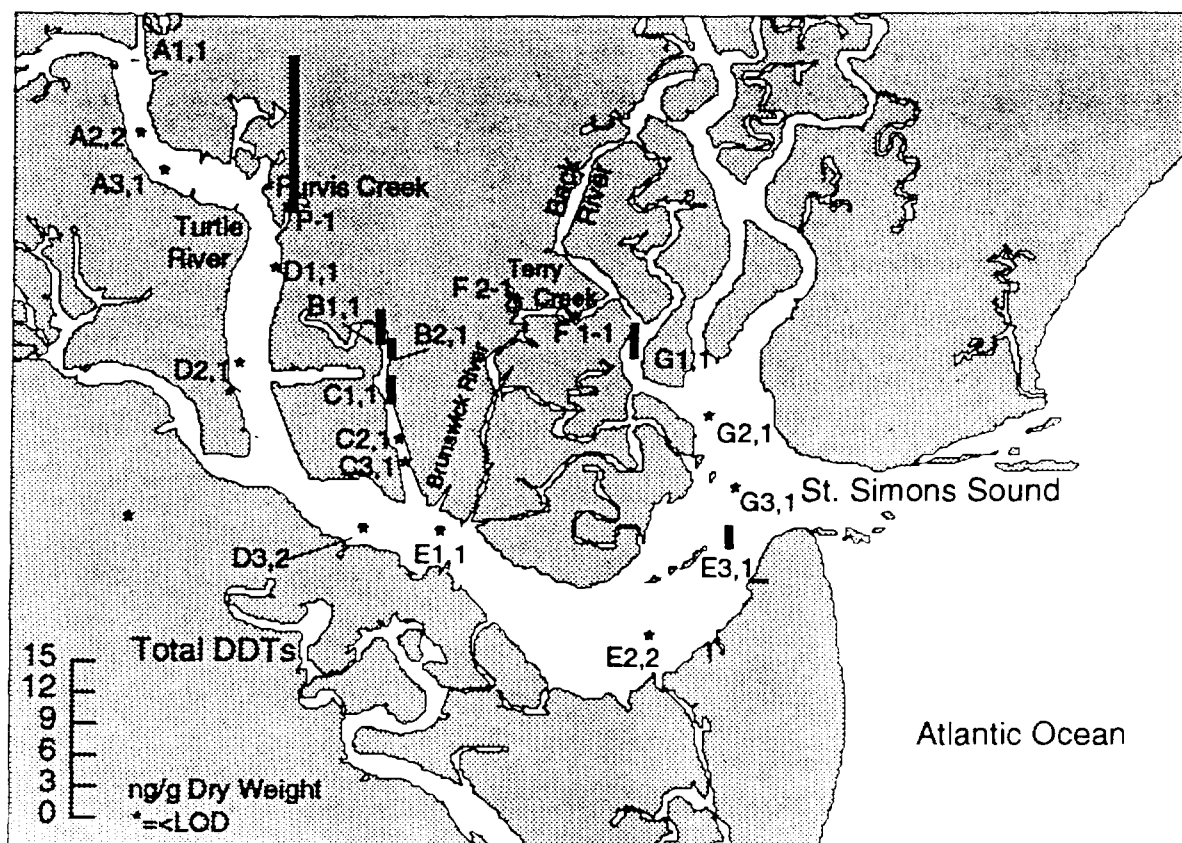 A1,1
A2,2
A3,1
Purvis Creek
P-1
Turtle
River
D1,1
Back
River
Terry
Creek
F 2-1
F 1-1
B1,1
B2,1
D2,1
C1,1
G1,1
C2,1
C3,1
Brunswick River
G2,1
G3,1
St. Simons Sound
D3,2
E1,1
E3,1
E2,2
Total DDTs
15
12
9
6
3
0
ng/g Dry Weight
*=<LOD
Atlantic Ocean